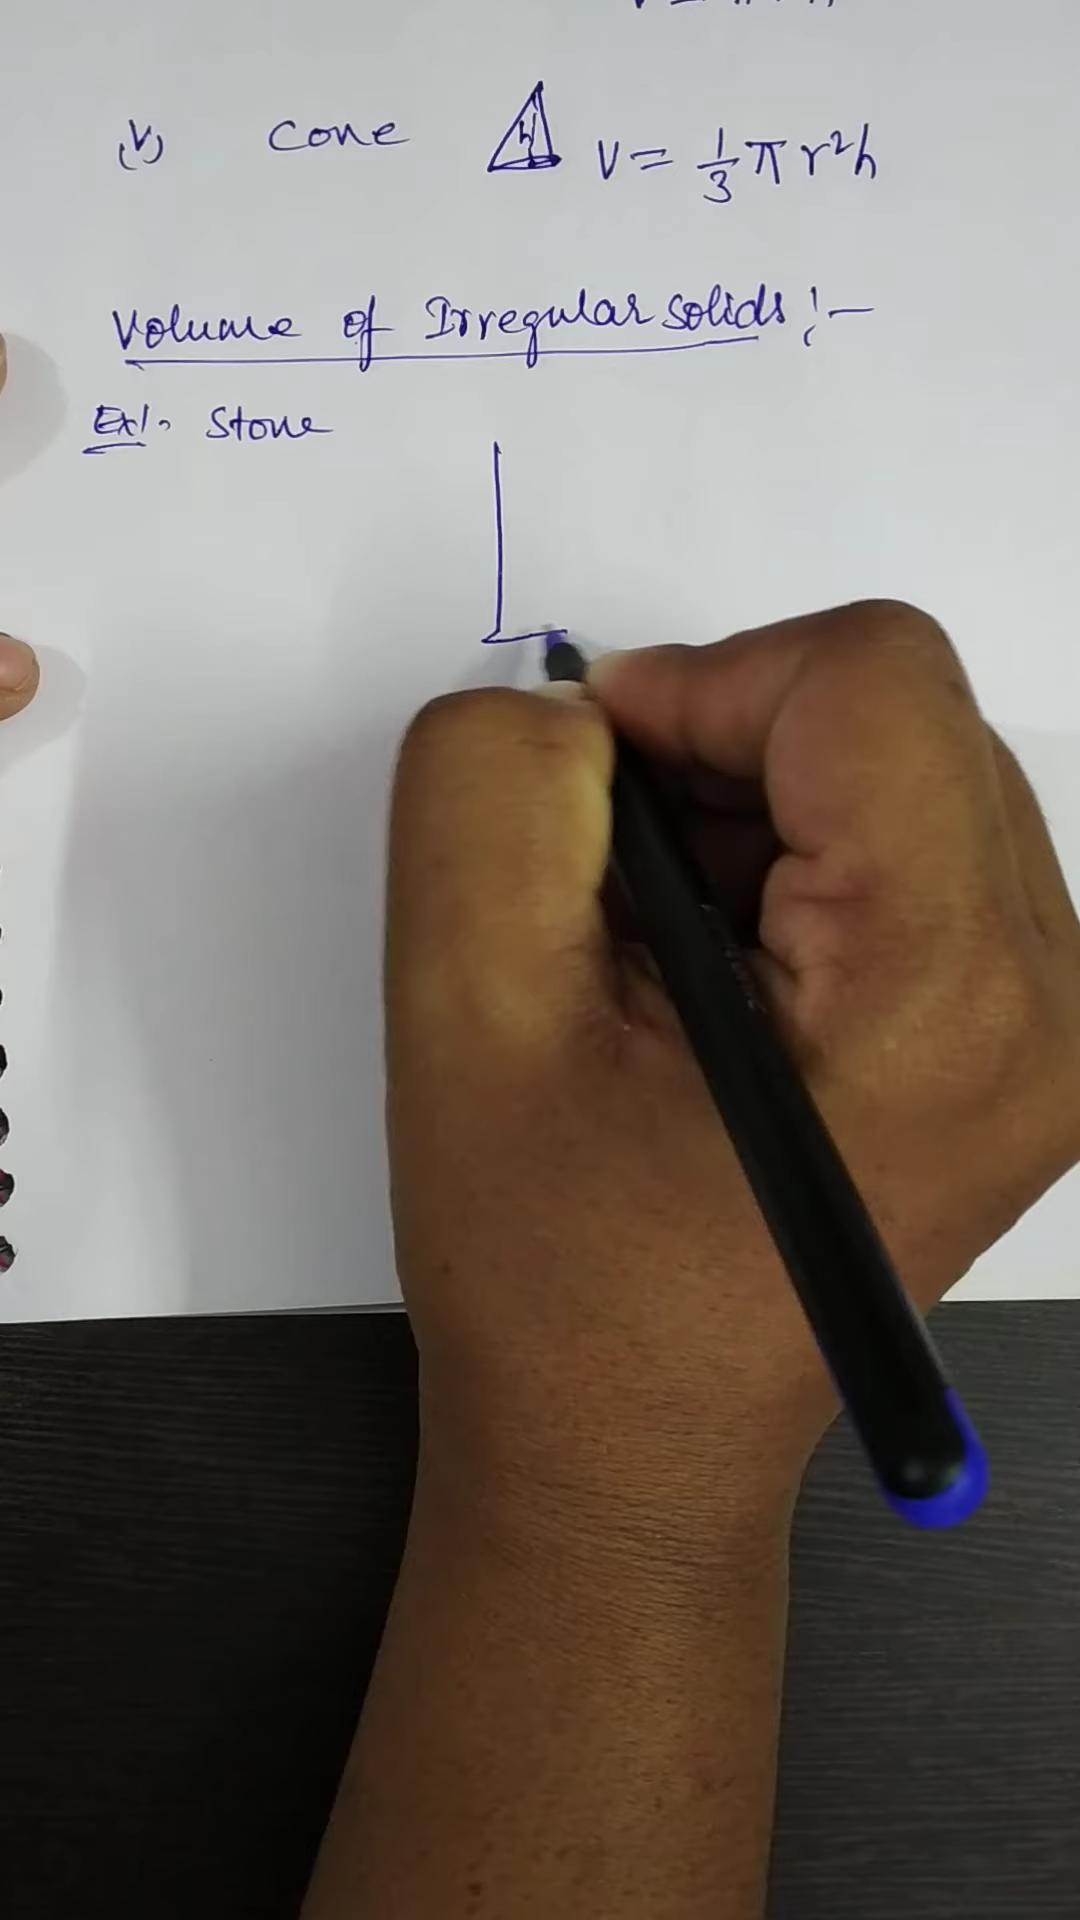 (V) Cone h V = 1/3 π r²h
Volume of Irregular solids :-
Ex:- Stone